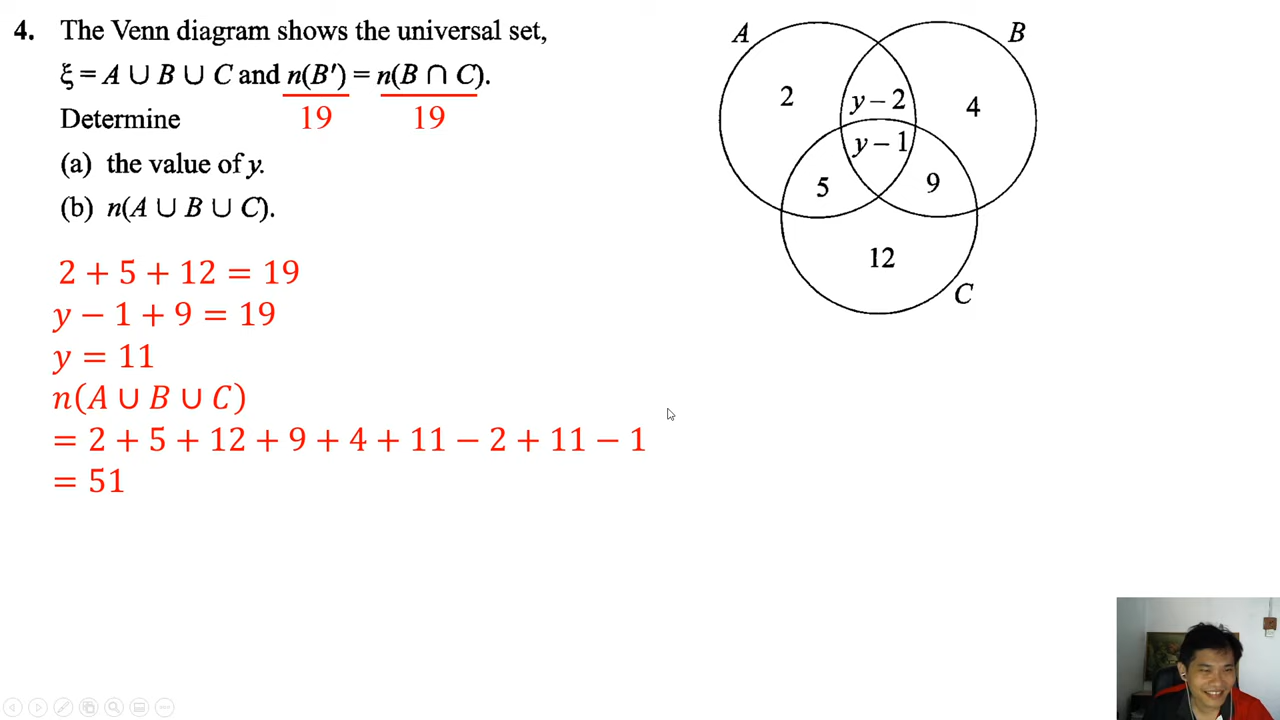 4. The Venn diagram shows the universal set,
ξ = A ∪ B ∪ C and n(B′) = n(B ∩ C).
19 19
Determine
(a) the value of y.
(b) n(A ∪ B ∪ C).
2 + 5 + 12 = 19
y − 1 + 9 = 19
y = 11
n(A ∪ B ∪ C)
= 2 + 5 + 12 + 9 + 4 + 11 − 2 + 11 − 1
= 51
A B
2 y − 2 4
y − 1
5 9
12
C